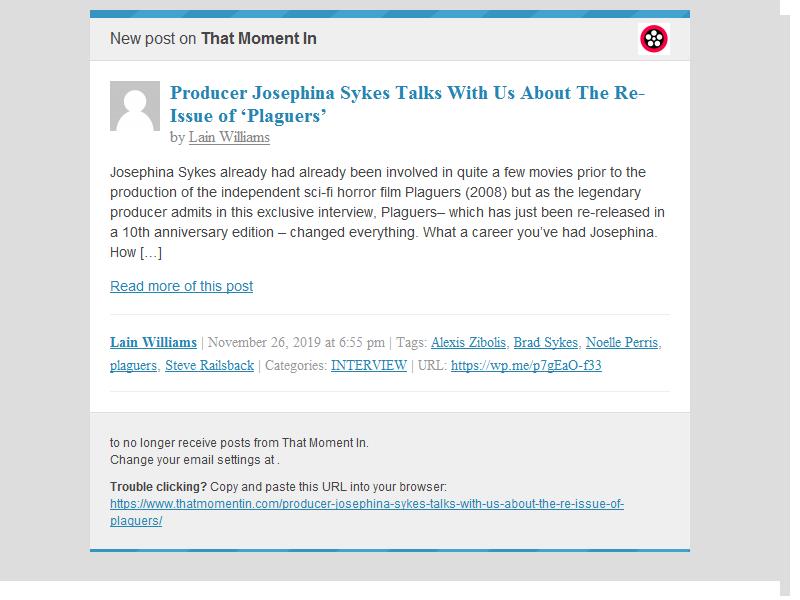 New post on That Moment In
Producer Josephina Sykes Talks With Us About The Re-
Issue of ‘Plaguers’
by Lain Williams
Josephina Sykes already had already been involved in quite a few movies prior to the
production of the independent sci-fi horror film Plaguers (2008) but as the legendary
producer admits in this exclusive interview, Plaguers– which has just been re-released in
a 10th anniversary edition – changed everything. What a career you’ve had Josephina.
How […]
Read more of this post
Lain Williams | November 26, 2019 at 6:55 pm | Tags: Alexis Zibolis, Brad Sykes, Noelle Perris,
plaguers, Steve Railsback | Categories: INTERVIEW | URL: https://wp.me/p7gEaO-f33
to no longer receive posts from That Moment In.
Change your email settings at .
Trouble clicking? Copy and paste this URL into your browser:
https://www.thatmomentin.com/producer-josephina-sykes-talks-with-us-about-the-re-issue-of-
plaguers/